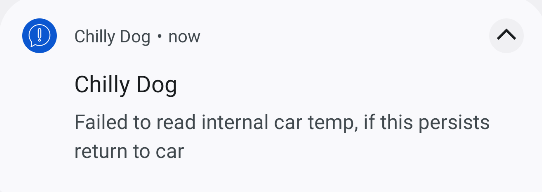 Chilly Dog • now
Chilly Dog
Failed to read internal car temp, if this persists
return to car